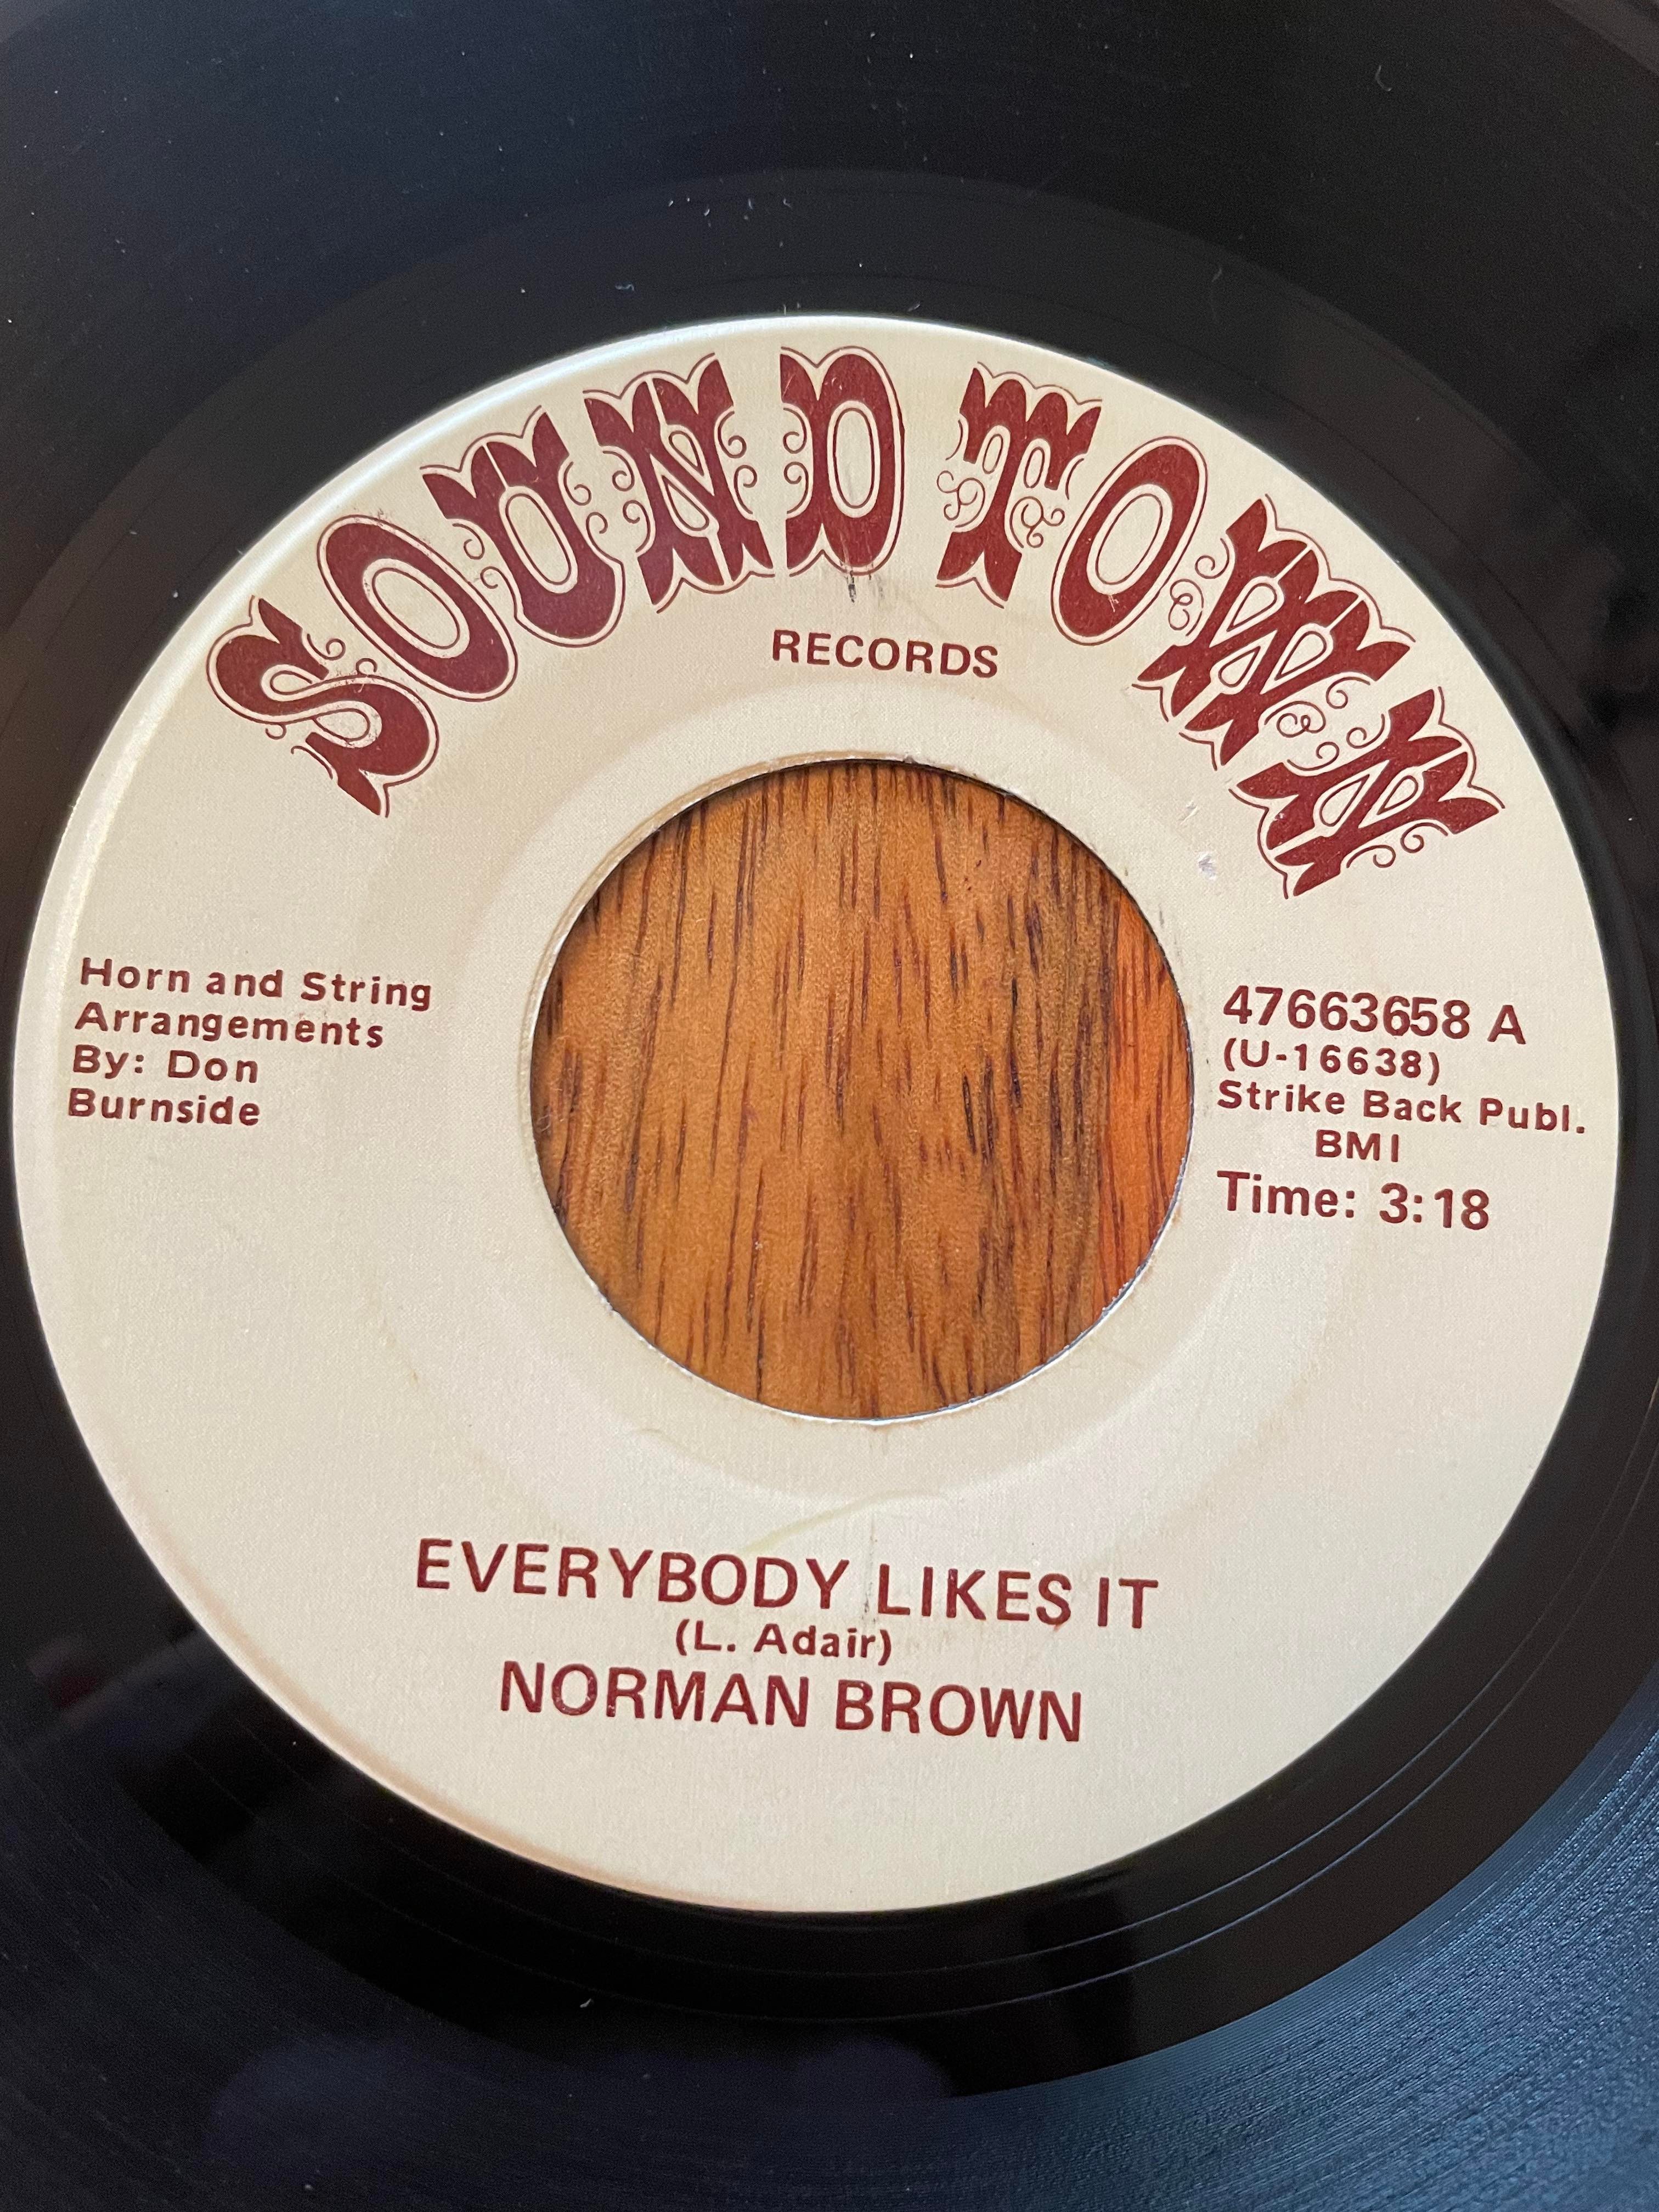 SOUND TOWN
RECORDS
Horn and String
Arrangements
By: Don
Burnside
47663658 A
(U-16638)
Strike Back Publ.
BMI
Time: 3:18
EVERYBODY LIKES IT
(L. Adair)
NORMAN BROWN